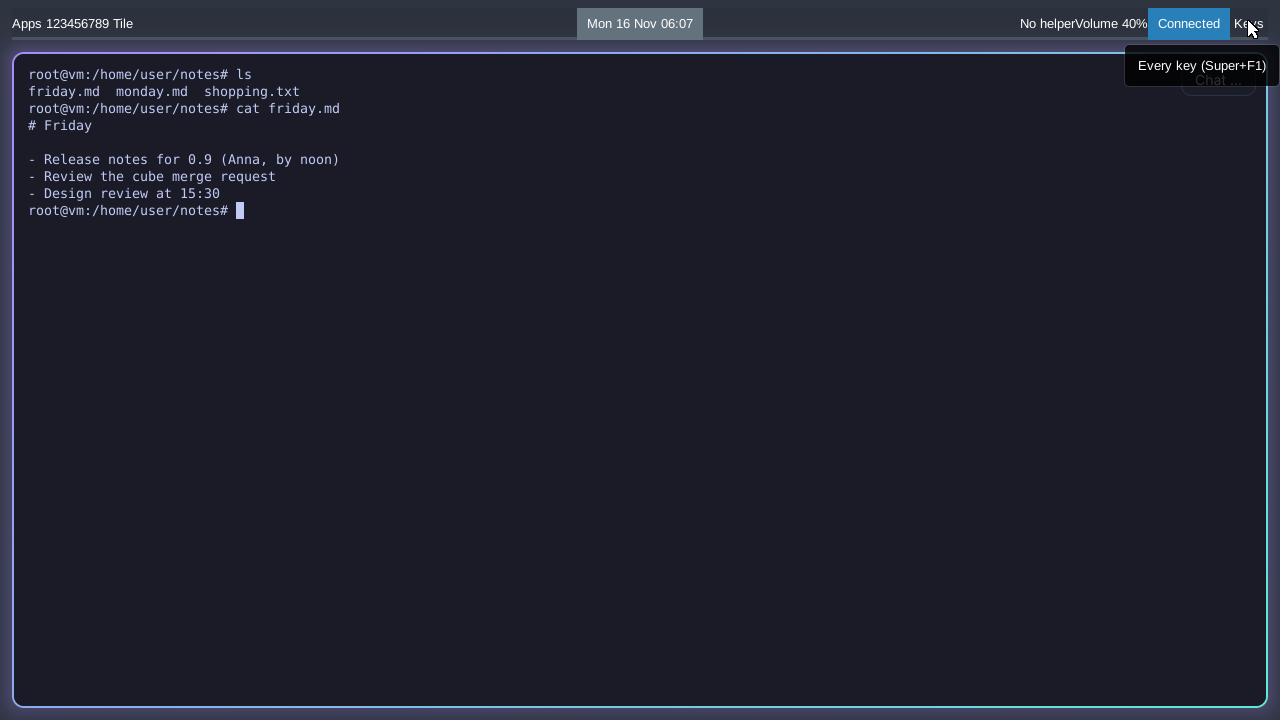 Apps 123456789 Tile
Mon 16 Nov 06:07
No helperVolume 40%
Connected
Keys
Every key (Super+F1)
Chat ...
root@vm:/home/user/notes# ls
friday.md  monday.md  shopping.txt
root@vm:/home/user/notes# cat friday.md
# Friday
- Release notes for 0.9 (Anna, by noon)
- Review the cube merge request
- Design review at 15:30
root@vm:/home/user/notes#